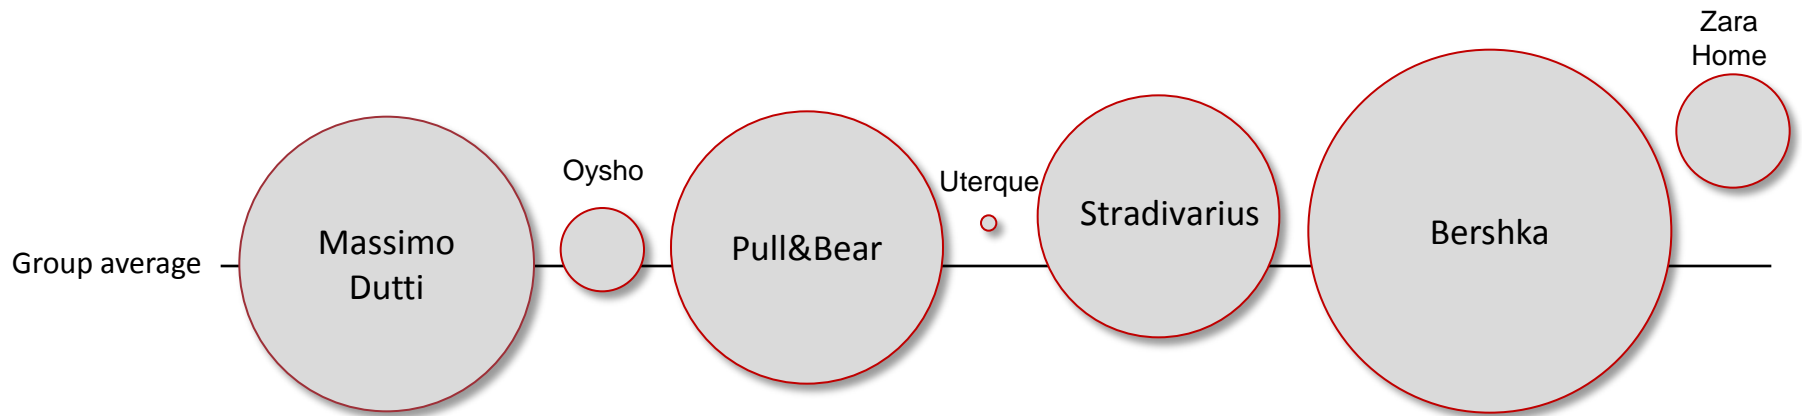 Group average
Massimo
Dutti
Oysho
Pull&Bear
Uterque
Stradivarius
Bershka
Zara
Home